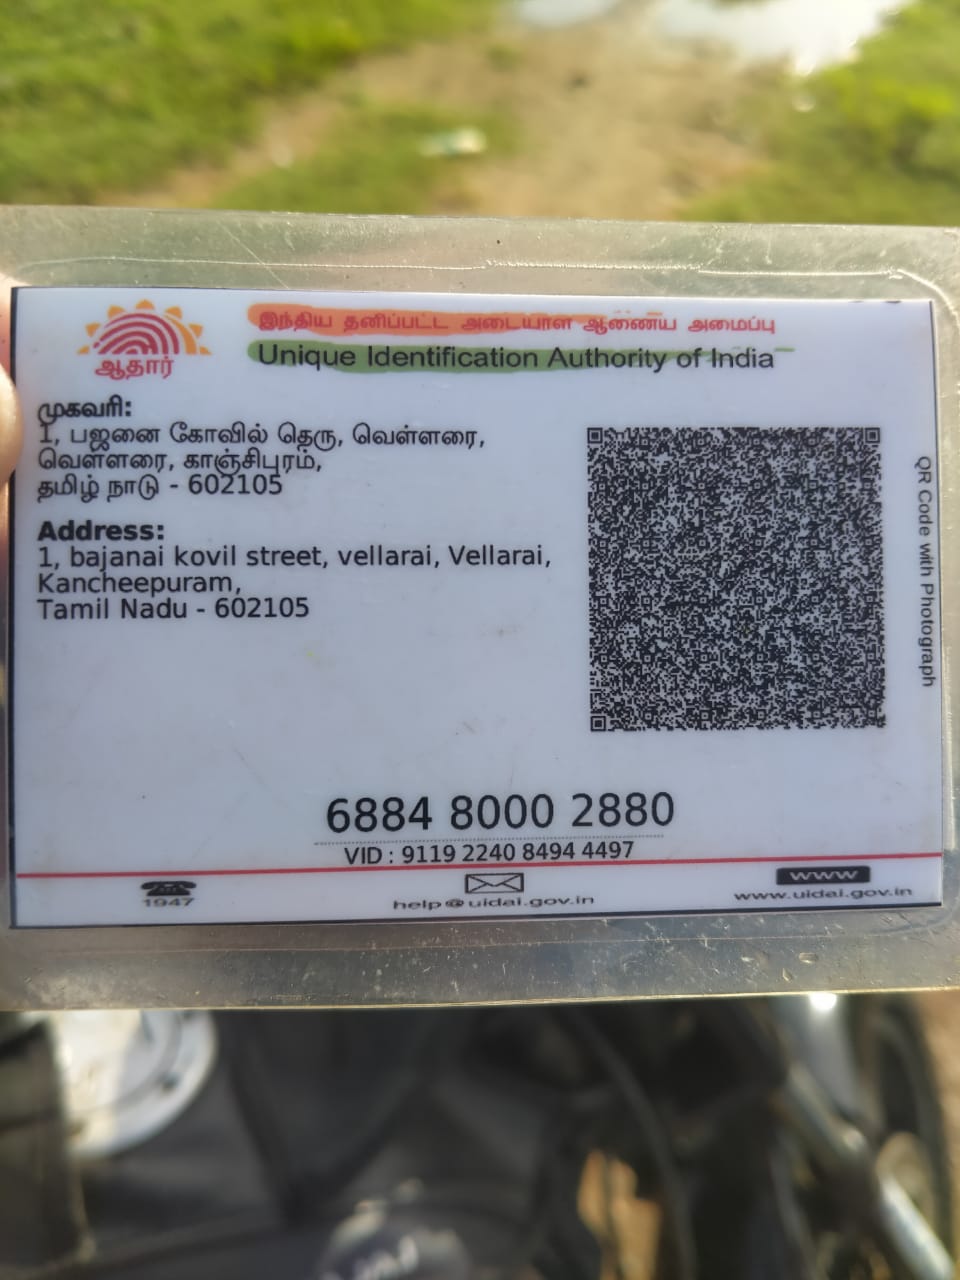 ஆதார்
இந்திய தனிப்பட்ட அடையாள ஆணைய அமைப்பு
Unique Identification Authority of India
முகவரி:
1, பஜனை கோவில் தெரு, வெள்ளரை,
வெள்ளரை, காஞ்சிபுரம்,
தமிழ் நாடு - 602105
Address:
1, bajanai kovil street, vellarai, Vellarai,
Kancheepuram,
Tamil Nadu - 602105
QR Code with Photograph
6884 8000 2880
VID : 9119 2240 8494 4497
1947
help@uidai.gov.in
www
www.uidai.gov.in